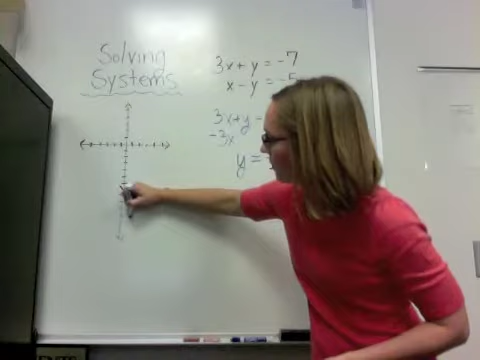 Solving
Systems
3x + y = -7
x - y = -5
3x + y =
-3x
y =